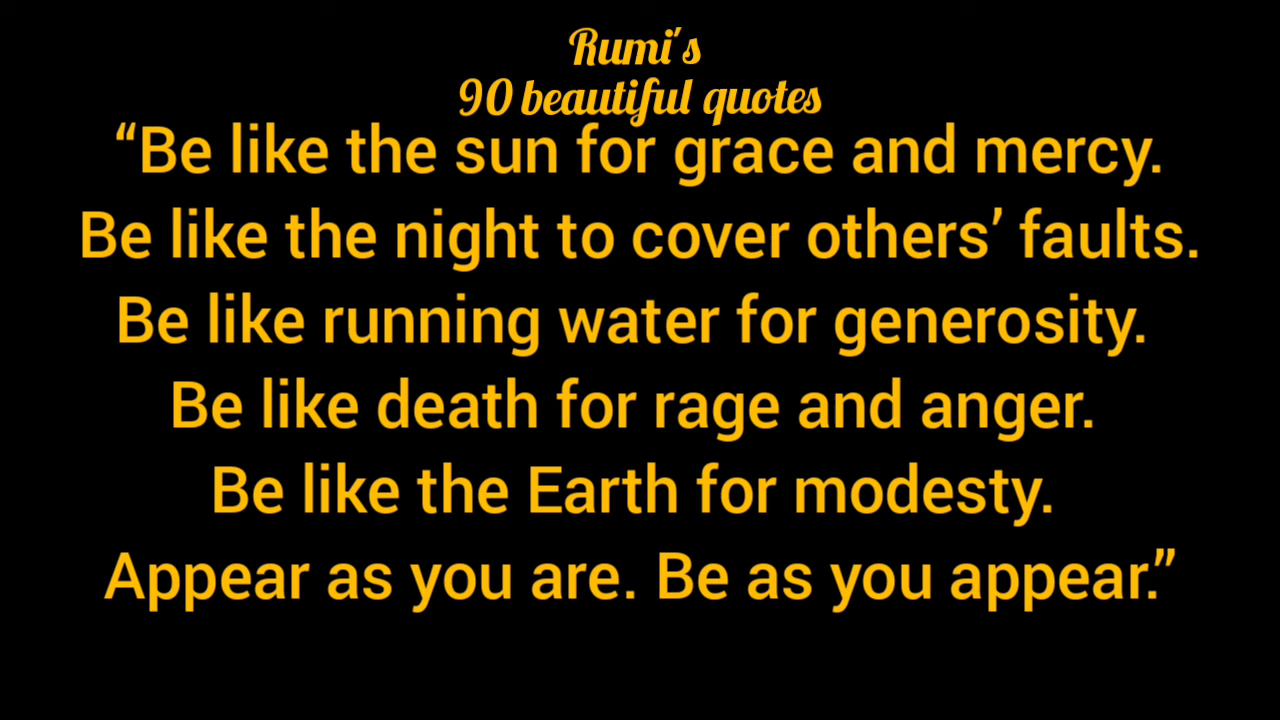 Rumi's
90 beautiful quotes
“Be like the sun for grace and mercy.
Be like the night to cover others’ faults.
Be like running water for generosity.
Be like death for rage and anger.
Be like the Earth for modesty.
Appear as you are. Be as you appear.”